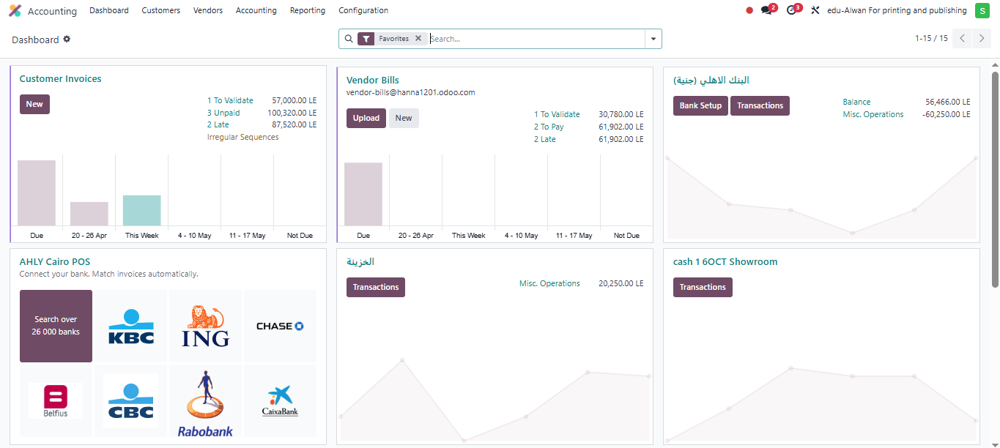 Accounting Dashboard Customers Vendors Accounting Reporting Configuration 2 3 edu-Alwan For printing and publishing S
Dashboard Favorites Search... 1-15 / 15
Customer Invoices
New
1 To Validate 57,000.00 LE
3 Unpaid 100,320.00 LE
2 Late 87,520.00 LE
Irregular Sequences
Due 20 - 26 Apr This Week 4 - 10 May 11 - 17 May Not Due
Vendor Bills
vendor-bills@hanna1201.odoo.com
Upload New
1 To Validate 30,780.00 LE
2 To Pay 61,902.00 LE
2 Late 61,902.00 LE
Due 20 - 26 Apr This Week 4 - 10 May 11 - 17 May Not Due
البنك الاهلي (جنية)
Bank Setup Transactions
Balance 56,466.00 LE
Misc. Operations -60,250.00 LE
AHLY Cairo POS
Connect your bank. Match invoices automatically.
Search over
26 000 banks
KBC ING CHASE
Belfius CBC Rabobank CaixaBank
الخزينة
Transactions
Misc. Operations 20,250.00 LE
cash 1 6OCT Showroom
Transactions